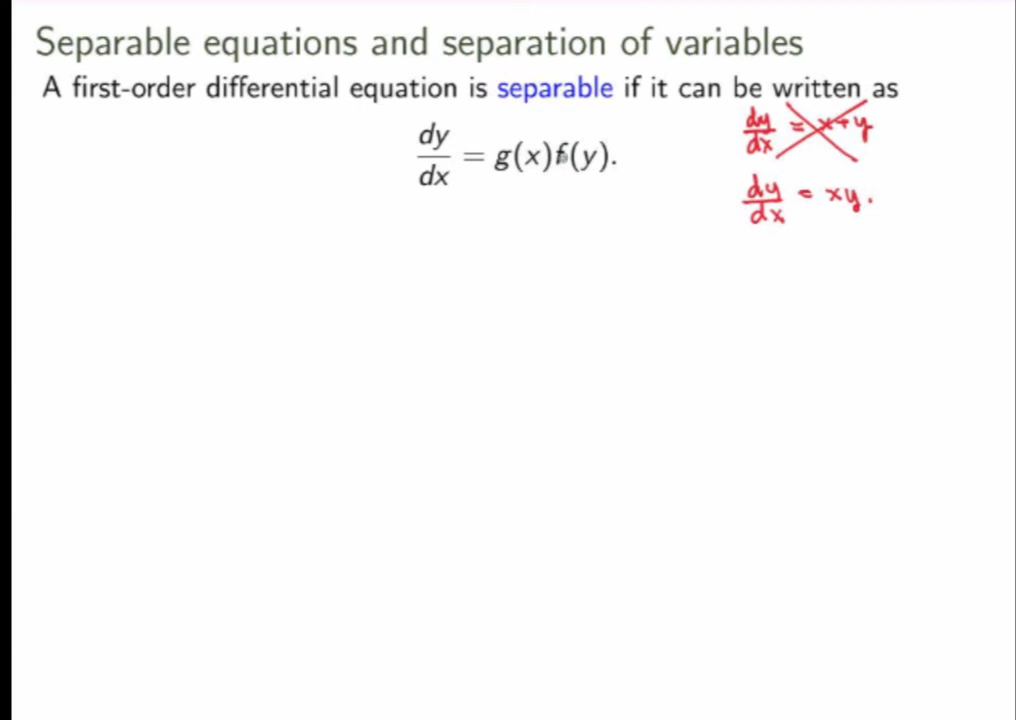 Separable equations and separation of variables
A first-order differential equation is separable if it can be written as
dy/dx = g(x)f(y).
dy/dx = x+y
dy/dx = xy.